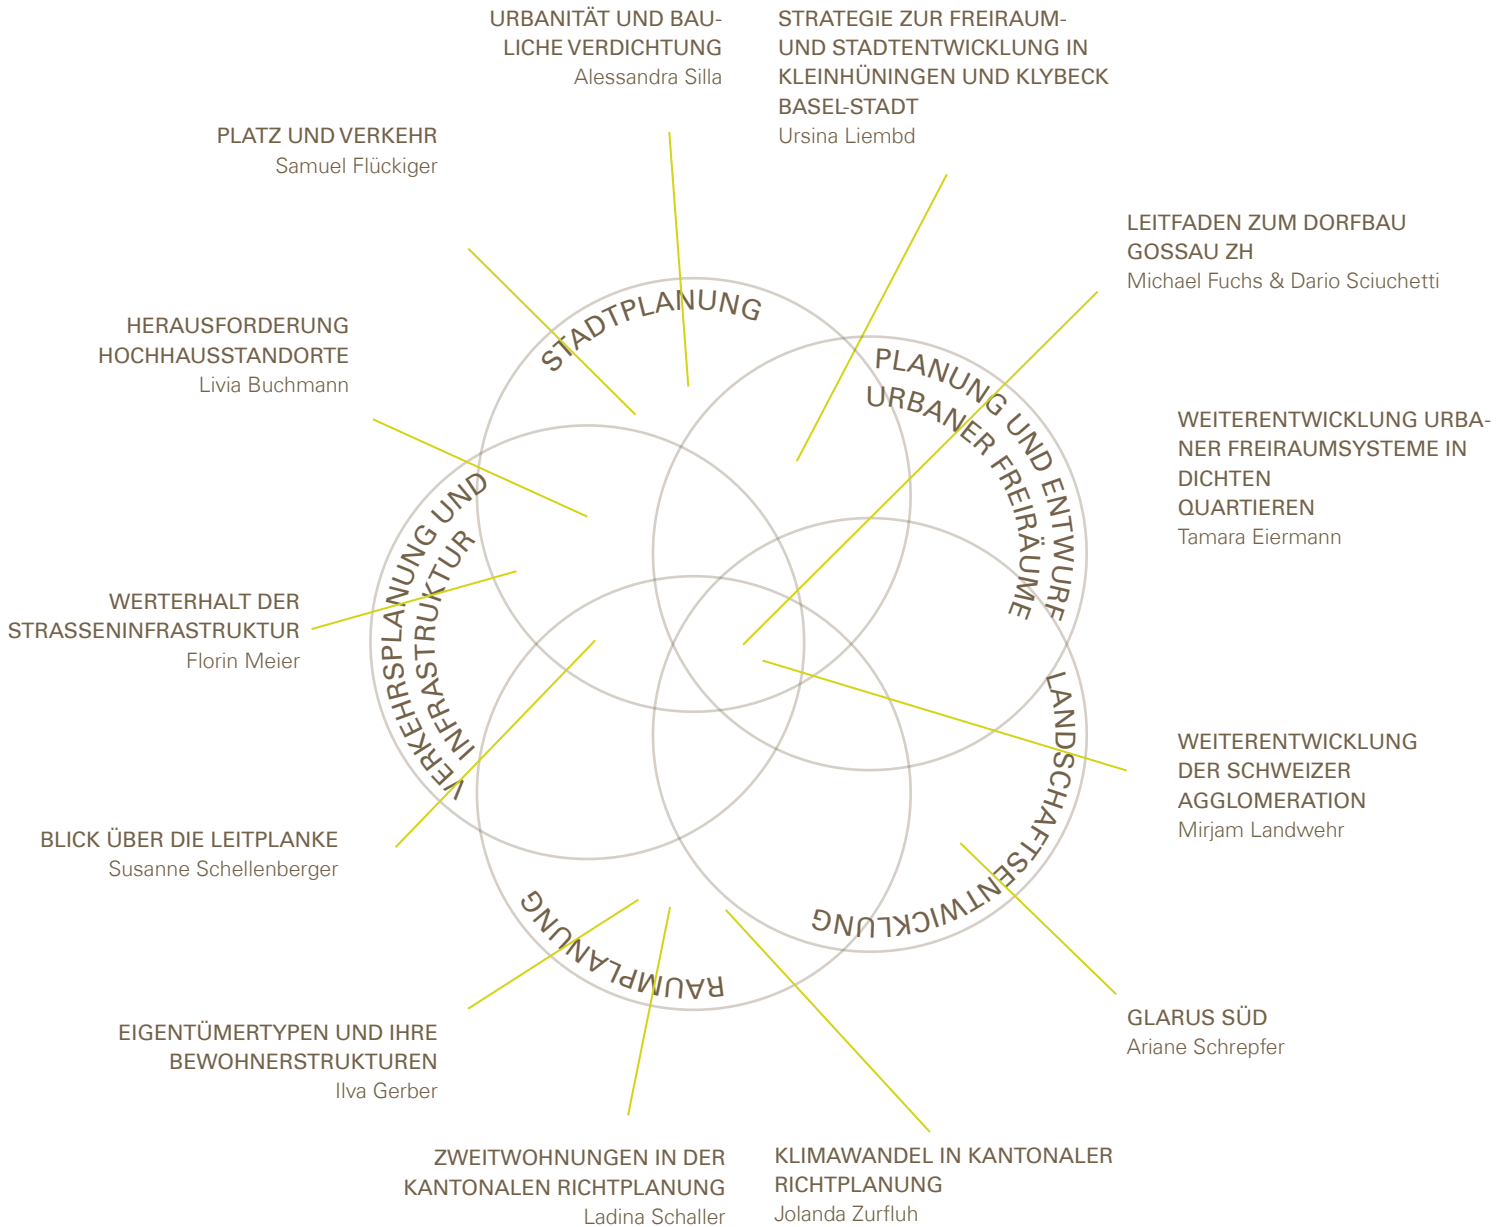 URBANITÄT UND BAU-
LICHE VERDICHTUNG
Alessandra Silla
STRATEGIE ZUR FREIRAUM-
UND STADTENTWICKLUNG IN
KLEINHÜNINGEN UND KLYBECK
BASEL-STADT
Ursina Liembd
PLATZ UND VERKEHR
Samuel Flückiger
LEITFADEN ZUM DORFBAU
GOSSAU ZH
Michael Fuchs & Dario Sciuchetti
HERAUSFORDERUNG
HOCHHAUSSTANDORTE
Livia Buchmann
STADTPLANUNG
PLANUNG UND ENTWURF
URBANER FREIRÄUME
WEITERENTWICKLUNG URBA-
NER FREIRAUMSYSTEME IN
DICHTEN
QUARTIEREN
Tamara Eiermann
VERKEHRSPLANUNG UND
INFRASTRUKTUR
WERTERHALT DER
STRASSENINFRASTRUKTUR
Florin Meier
LANDSCHAFTSENTWICKLUNG
WEITERENTWICKLUNG
DER SCHWEIZER
AGGLOMERATION
Mirjam Landwehr
BLICK ÜBER DIE LEITPLANKE
Susanne Schellenberger
RAUMPLANUNG
GLARUS SÜD
Ariane Schrepfer
EIGENTÜMERTYPEN UND IHRE
BEWOHNERSTRUKTUREN
Ilva Gerber
ZWEITWOHNUNGEN IN DER
KANTONALEN RICHTPLANUNG
Ladina Schaller
KLIMAWANDEL IN KANTONALER
RICHTPLANUNG
Jolanda Zurfluh